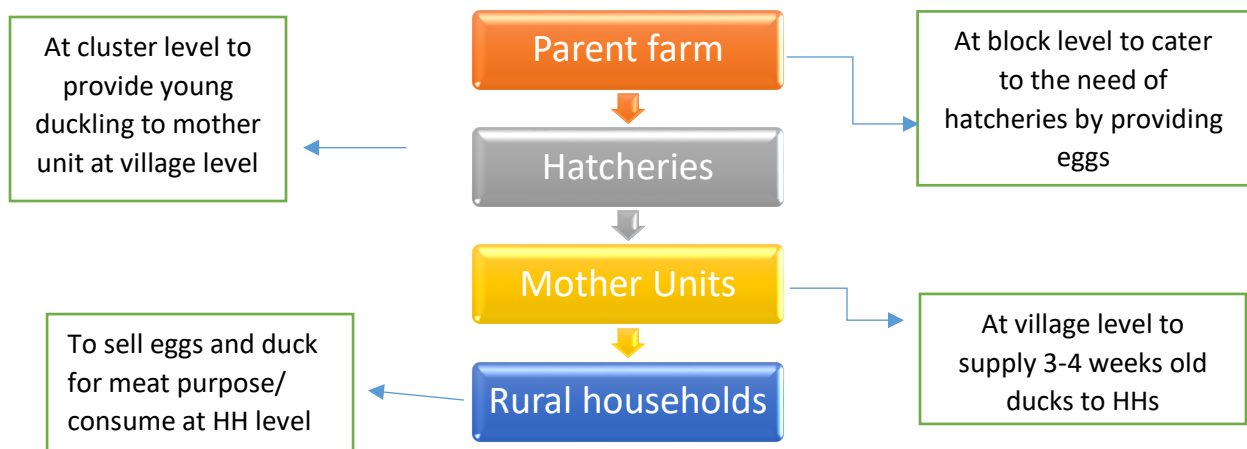 At cluster level to
provide young
duckling to mother
unit at village level
Parent farm
At block level to cater
to the need of
hatcheries by providing
eggs
Hatcheries
Mother Units
At village level to
supply 3-4 weeks old
ducks to HHs
To sell eggs and duck
for meat purpose/
consume at HH level
Rural households